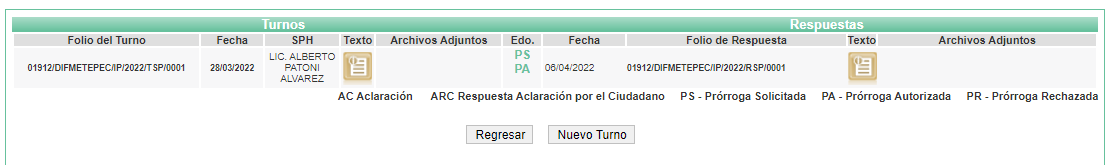 Turnos Respuestas
Folio del Turno Fecha SPH Texto Archivos Adjuntos Edo. Fecha Folio de Respuesta Texto Archivos Adjuntos
01912/DIFMETEPEC/IP/2022/TSP/0001 28/03/2022 LIC. ALBERTO PATONI ALVAREZ PS PA 06/04/2022 01912/DIFMETEPEC/IP/2022/RSP/0001
AC Aclaración ARC Respuesta Aclaración por el Ciudadano PS - Prórroga Solicitada PA - Prórroga Autorizada PR - Prórroga Rechazada
Regresar Nuevo Turno